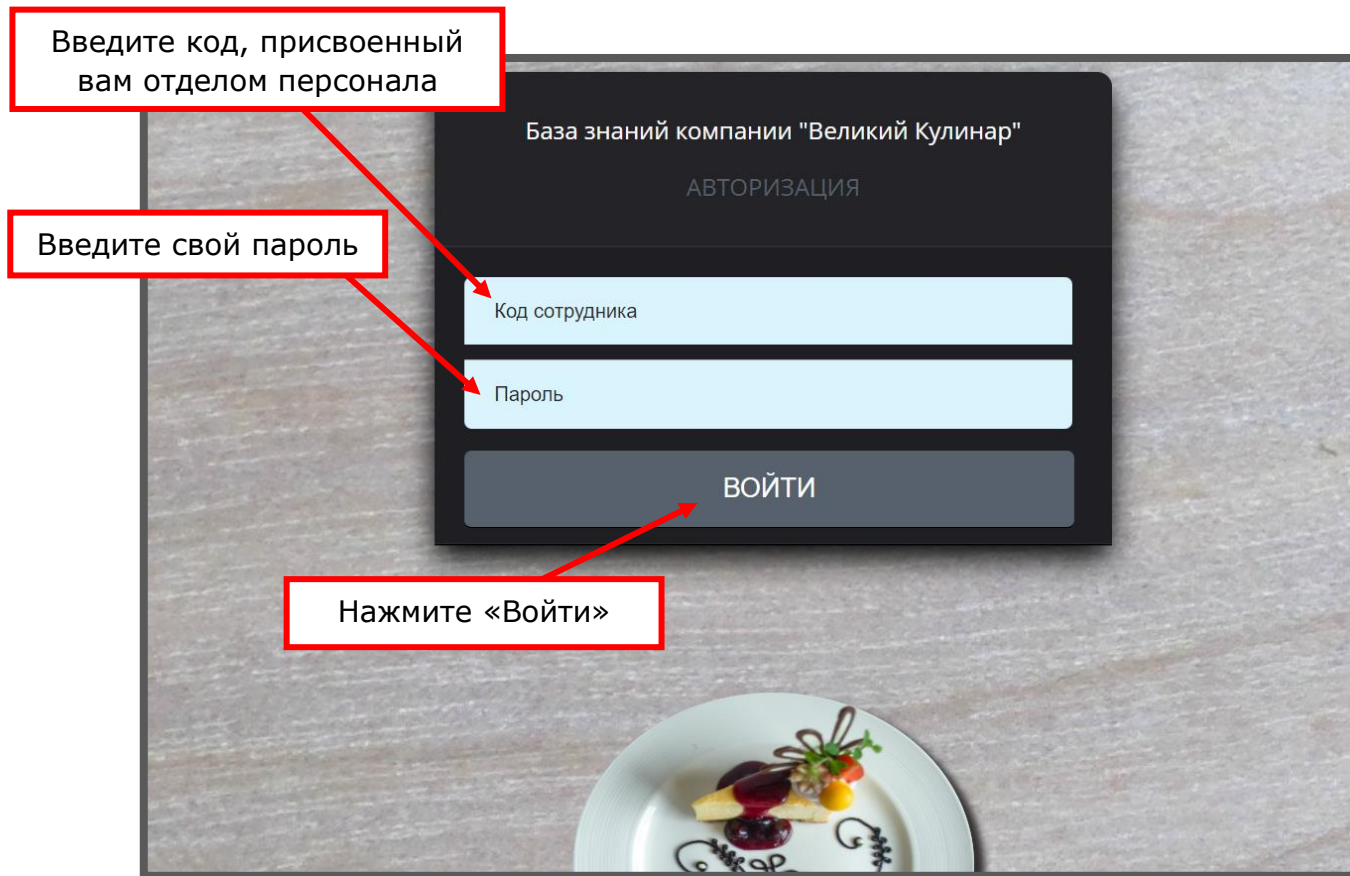 Введите код, присвоенный
вам отделом персонала
База знаний компании "Великий Кулинар"
АВТОРИЗАЦИЯ
Введите свой пароль
Код сотрудника
Пароль
ВОЙТИ
Нажмите «Войти»